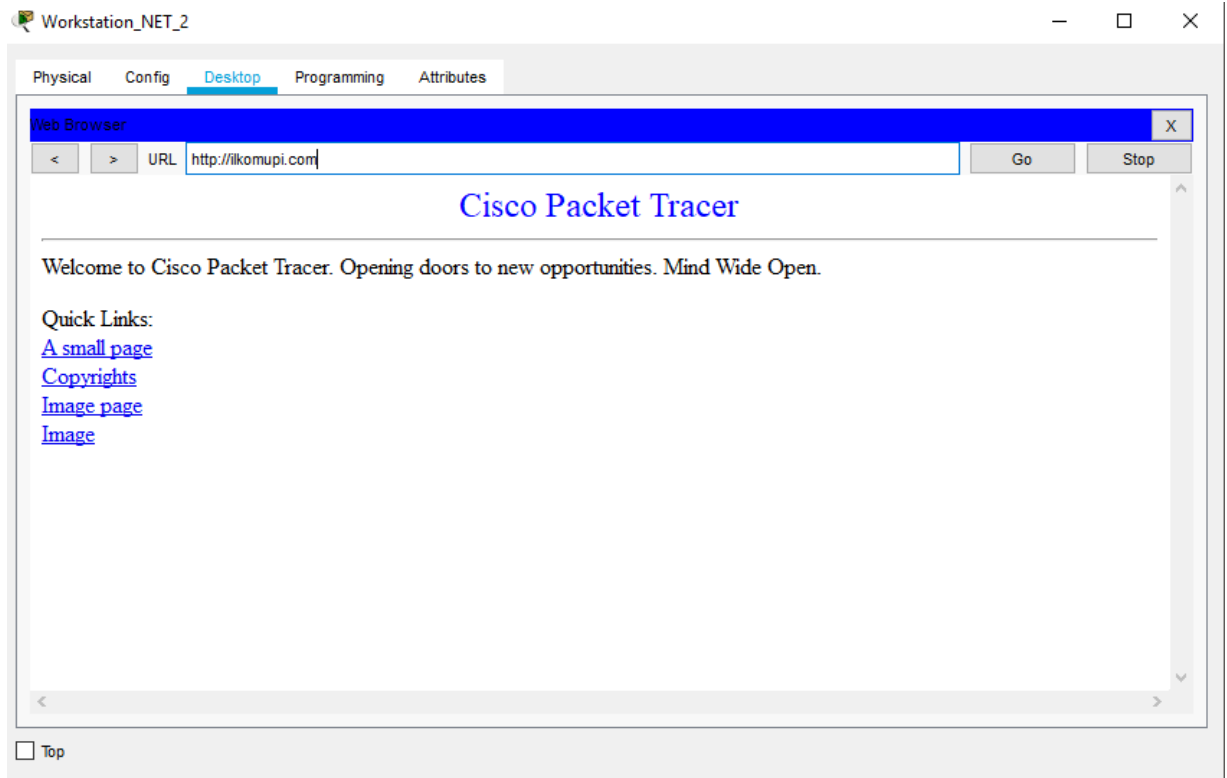 Workstation_NET_2
Physical Config Desktop Programming Attributes
Web Browser X
< > URL http://ilkomupi.com Go Stop
Cisco Packet Tracer
Welcome to Cisco Packet Tracer. Opening doors to new opportunities. Mind Wide Open.
Quick Links:
A small page
Copyrights
Image page
Image
Top